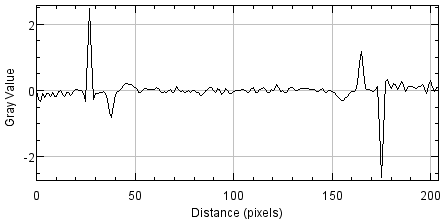 Gray Value
2
0
-2
0 50 100 150 200
Distance (pixels)